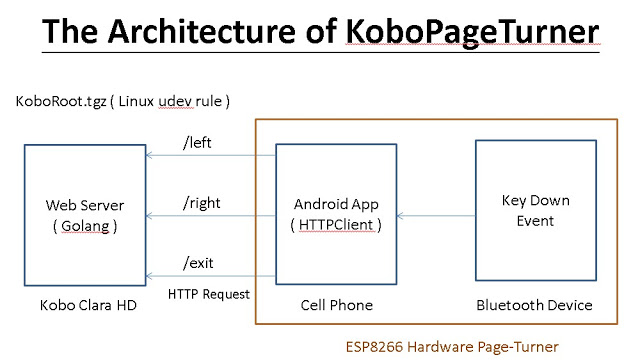 The Architecture of KoboPageTurner
KoboRoot.tgz ( Linux udev rule )
/left
/right
/exit
HTTP Request
Web Server
( Golang )
Kobo Clara HD
Android App
( HTTPClient )
Cell Phone
Key Down
Event
Bluetooth Device
ESP8266 Hardware Page-Turner